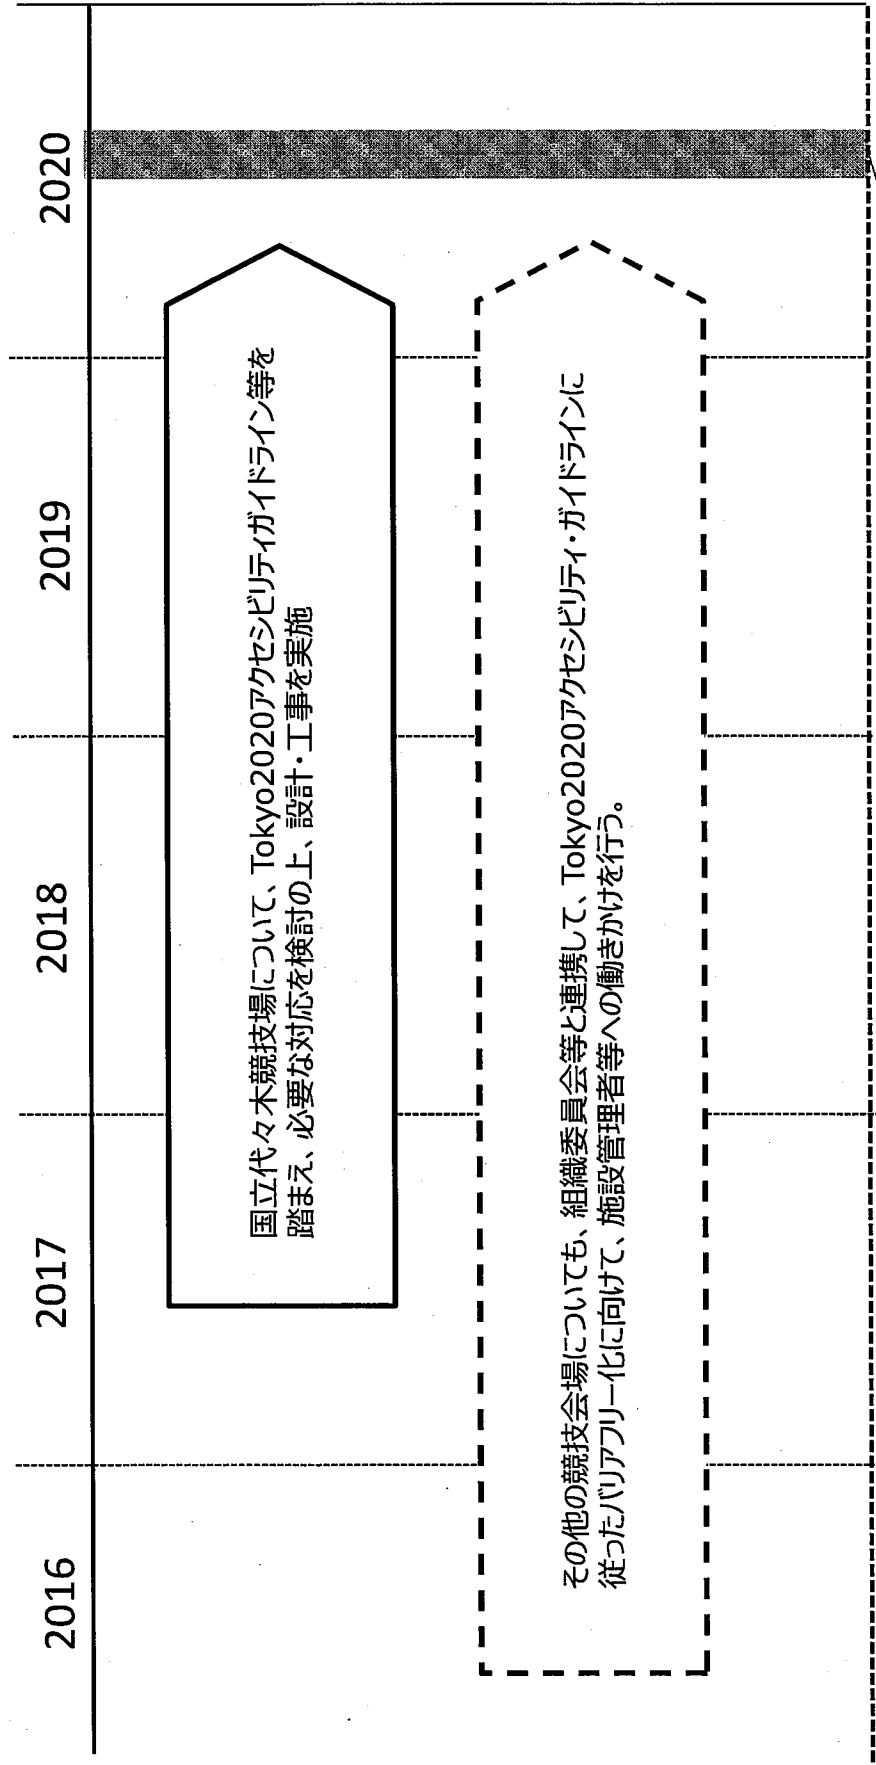 2016
2017
2018
2019
2020
国立代々木競技場について、Tokyo2020アクセシビリティガイドライン等を
踏まえ、必要な対応を検討の上、設計・工事を実施
その他の競技会場についても、組織委員会等と連携して、Tokyo2020アクセシビリティ・ガイドラインに
従ったバリアフリー化に向けて、施設管理者等への働きかけを行う。